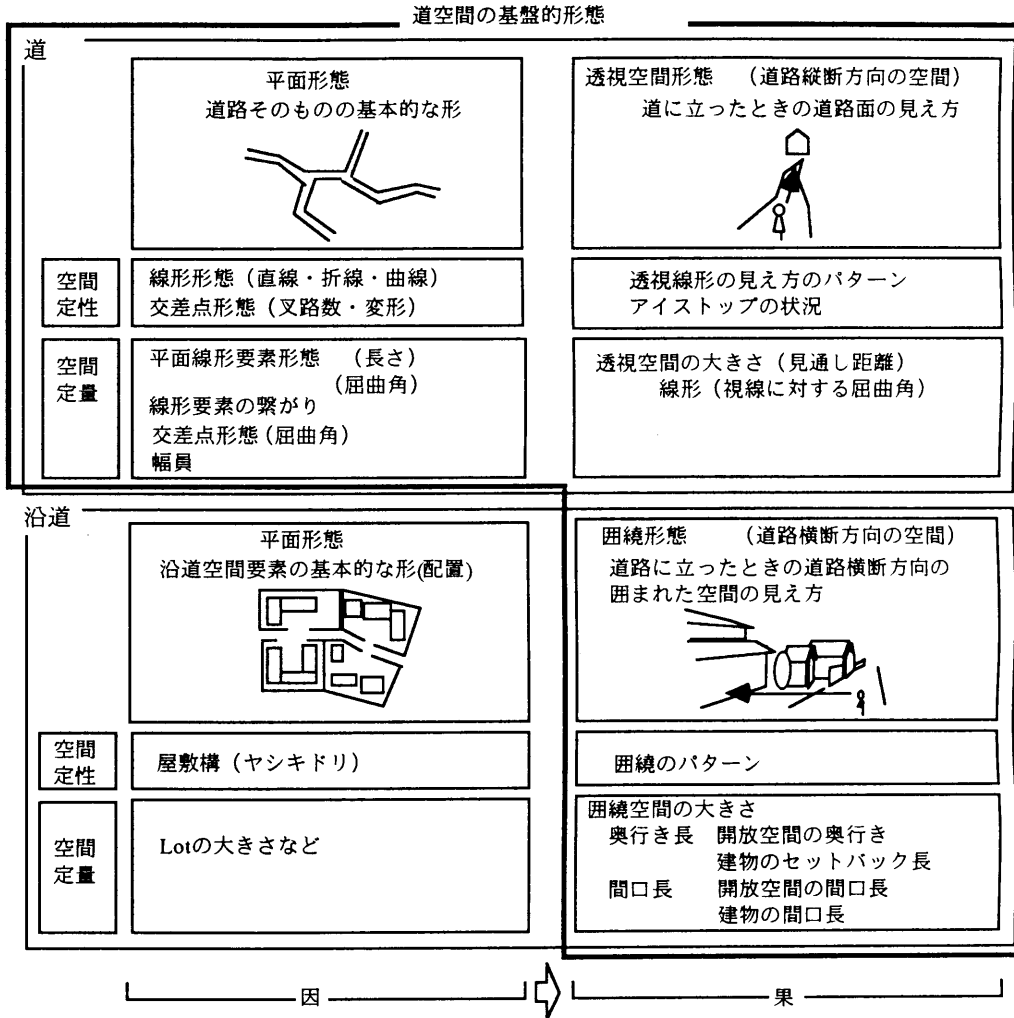 道空間の基盤的形態
道
平面形態
道路そのものの基本的な形
透視空間形態 （道路縦断方向の空間）
道に立ったときの道路面の見え方
空間
定性
線形形態（直線・折線・曲線）
交差点形態（叉路数・変形）
透視線形の見え方のパターン
アイストップの状況
空間
定量
平面線形要素形態 （長さ）
（屈曲角）
線形要素の繋がり
交差点形態（屈曲角）
幅員
透視空間の大きさ（見通し距離）
線形（視線に対する屈曲角）
沿道
平面形態
沿道空間要素の基本的な形(配置)
囲繞形態 （道路横断方向の空間）
道路に立ったときの道路横断方向の
囲まれた空間の見え方
空間
定性
屋敷構（ヤシキドリ）
囲繞のパターン
空間
定量
Lotの大きさなど
囲繞空間の大きさ
奥行き長 開放空間の奥行き
建物のセットバック長
間口長 開放空間の間口長
建物の間口長
因
果